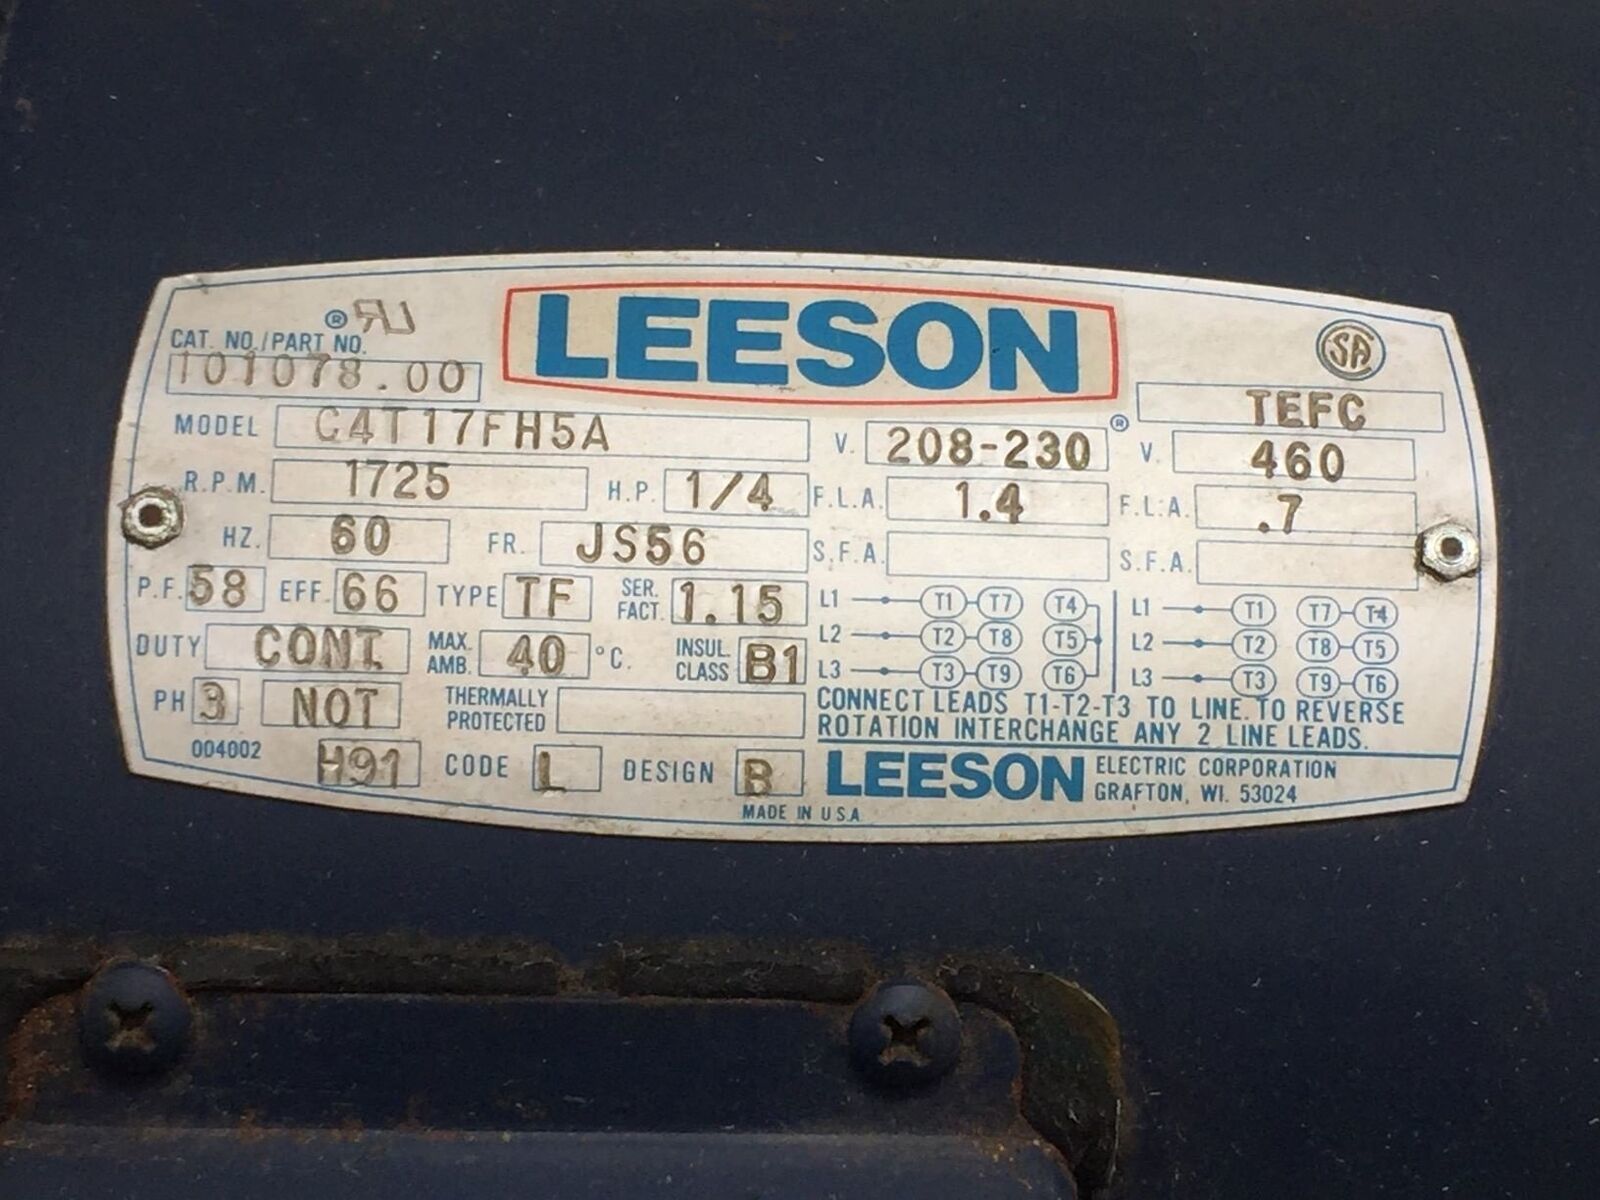 ® RU
LEESON ®
SA
CAT. NO./PART NO.
101078.00
TEFC
MODEL C4T17FH5A V. 208-230 V. 460
R.P.M. 1725 H.P. 1/4 F.L.A. 1.4 F.L.A. .7
HZ. 60 FR. JS56 S.F.A. S.F.A.
P.F. 58 EFF. 66 TYPE TF SER. FACT. 1.15
DUTY CONT. MAX. AMB. 40 °C. INSUL. CLASS B1
PH 3 NOT THERMALLY PROTECTED
L1 T1 T7 T4 L1 T1 T7 T4
L2 T2 T8 T5 L2 T2 T8 T5
L3 T3 T9 T6 L3 T3 T9 T6
CONNECT LEADS T1-T2-T3 TO LINE. TO REVERSE
ROTATION INTERCHANGE ANY 2 LINE LEADS.
004002 H91 CODE L DESIGN B
LEESON ELECTRIC CORPORATION
GRAFTON, WI. 53024
MADE IN U.S.A